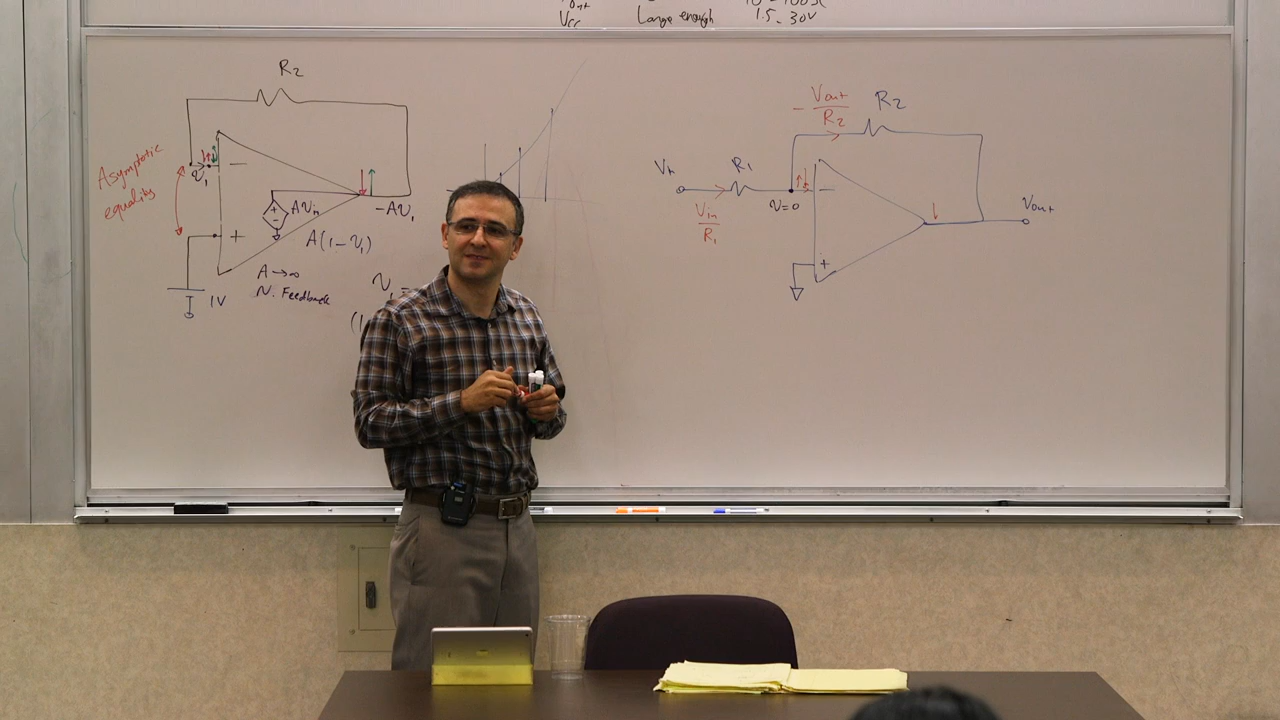 Vcc Large enough 1.5 - 30V
R2
Asymptotic
equality
v1
−
+
−
AVin
-AV1
A(1-v1)
+
A→∞
N. Feedback
1V
-Vout/R2
R2
R1
Vin/R1
v=0
−
+
Vout